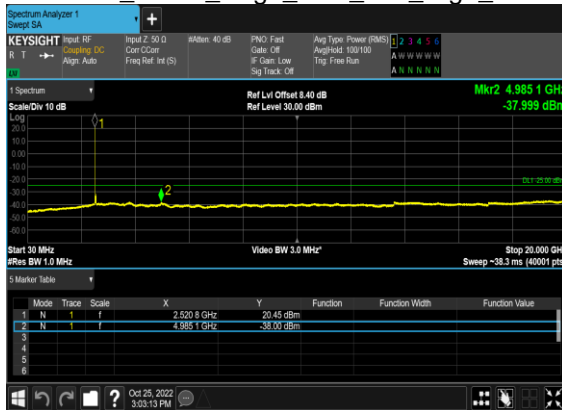 Spectrum Analyzer 1
Swept SA
+
KEYSIGHT Input: RF Input Z: 50 Ω #Atten: 40 dB PNO: Fast Avg Type: Power (RMS) 1 2 3 4 5 6
R T Coupling: DC Corr CCorr Gate: Off Avg|Hold: 100/100 A W W W W W
Align: Auto Freq Ref: Int (S) IF Gain: Low Trig: Free Run
LXI Sig Track: Off A N N N N N
1 Spectrum Ref Lvl Offset 8.40 dB Mkr2 4.985 1 GHz
Scale/Div 10 dB Ref Level 30.00 dBm -37.999 dBm
Log
20.0
10.0
0.00
-10.0
-20.0
-30.0
-40.0
-50.0
-60.0
1
2
DL1 -25.00 dBm
Start 30 MHz Video BW 3.0 MHz* Stop 20.000 GH
#Res BW 1.0 MHz Sweep ~38.3 ms (40001 pts
5 Marker Table
Mode Trace Scale X Y Function Function Width Function Value
1 N 1 f 2.520 8 GHz 20.45 dBm
2 N 1 f 4.985 1 GHz -38.00 dBm
3
4
5
6
? Oct 25, 2022
3:03:13 PM